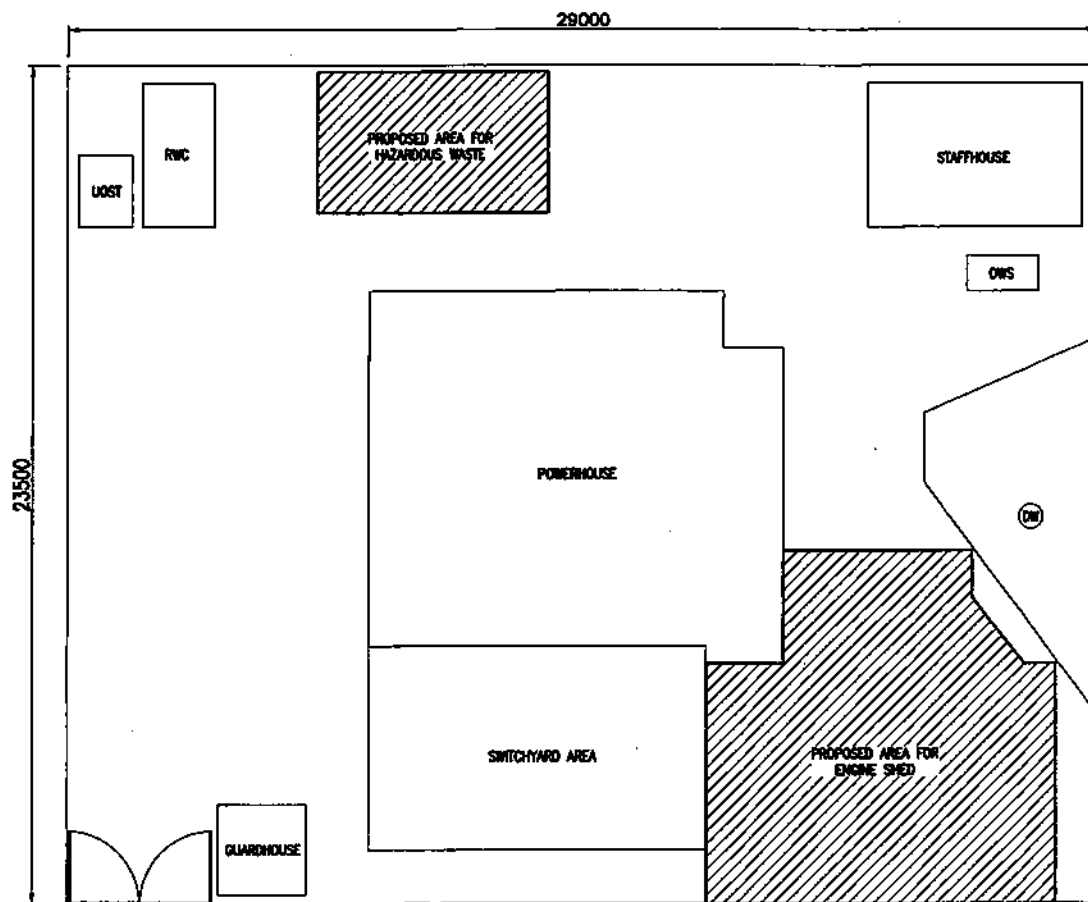 29000
PROPOSED AREA FOR
HAZARDOUS WASTE
RWC
STAFFHOUSE
UOST
OWS
POWERHOUSE
23500
DW
SWITCHYARD AREA
PROPOSED AREA FOR
ENGINE SHED
GUARDHOUSE